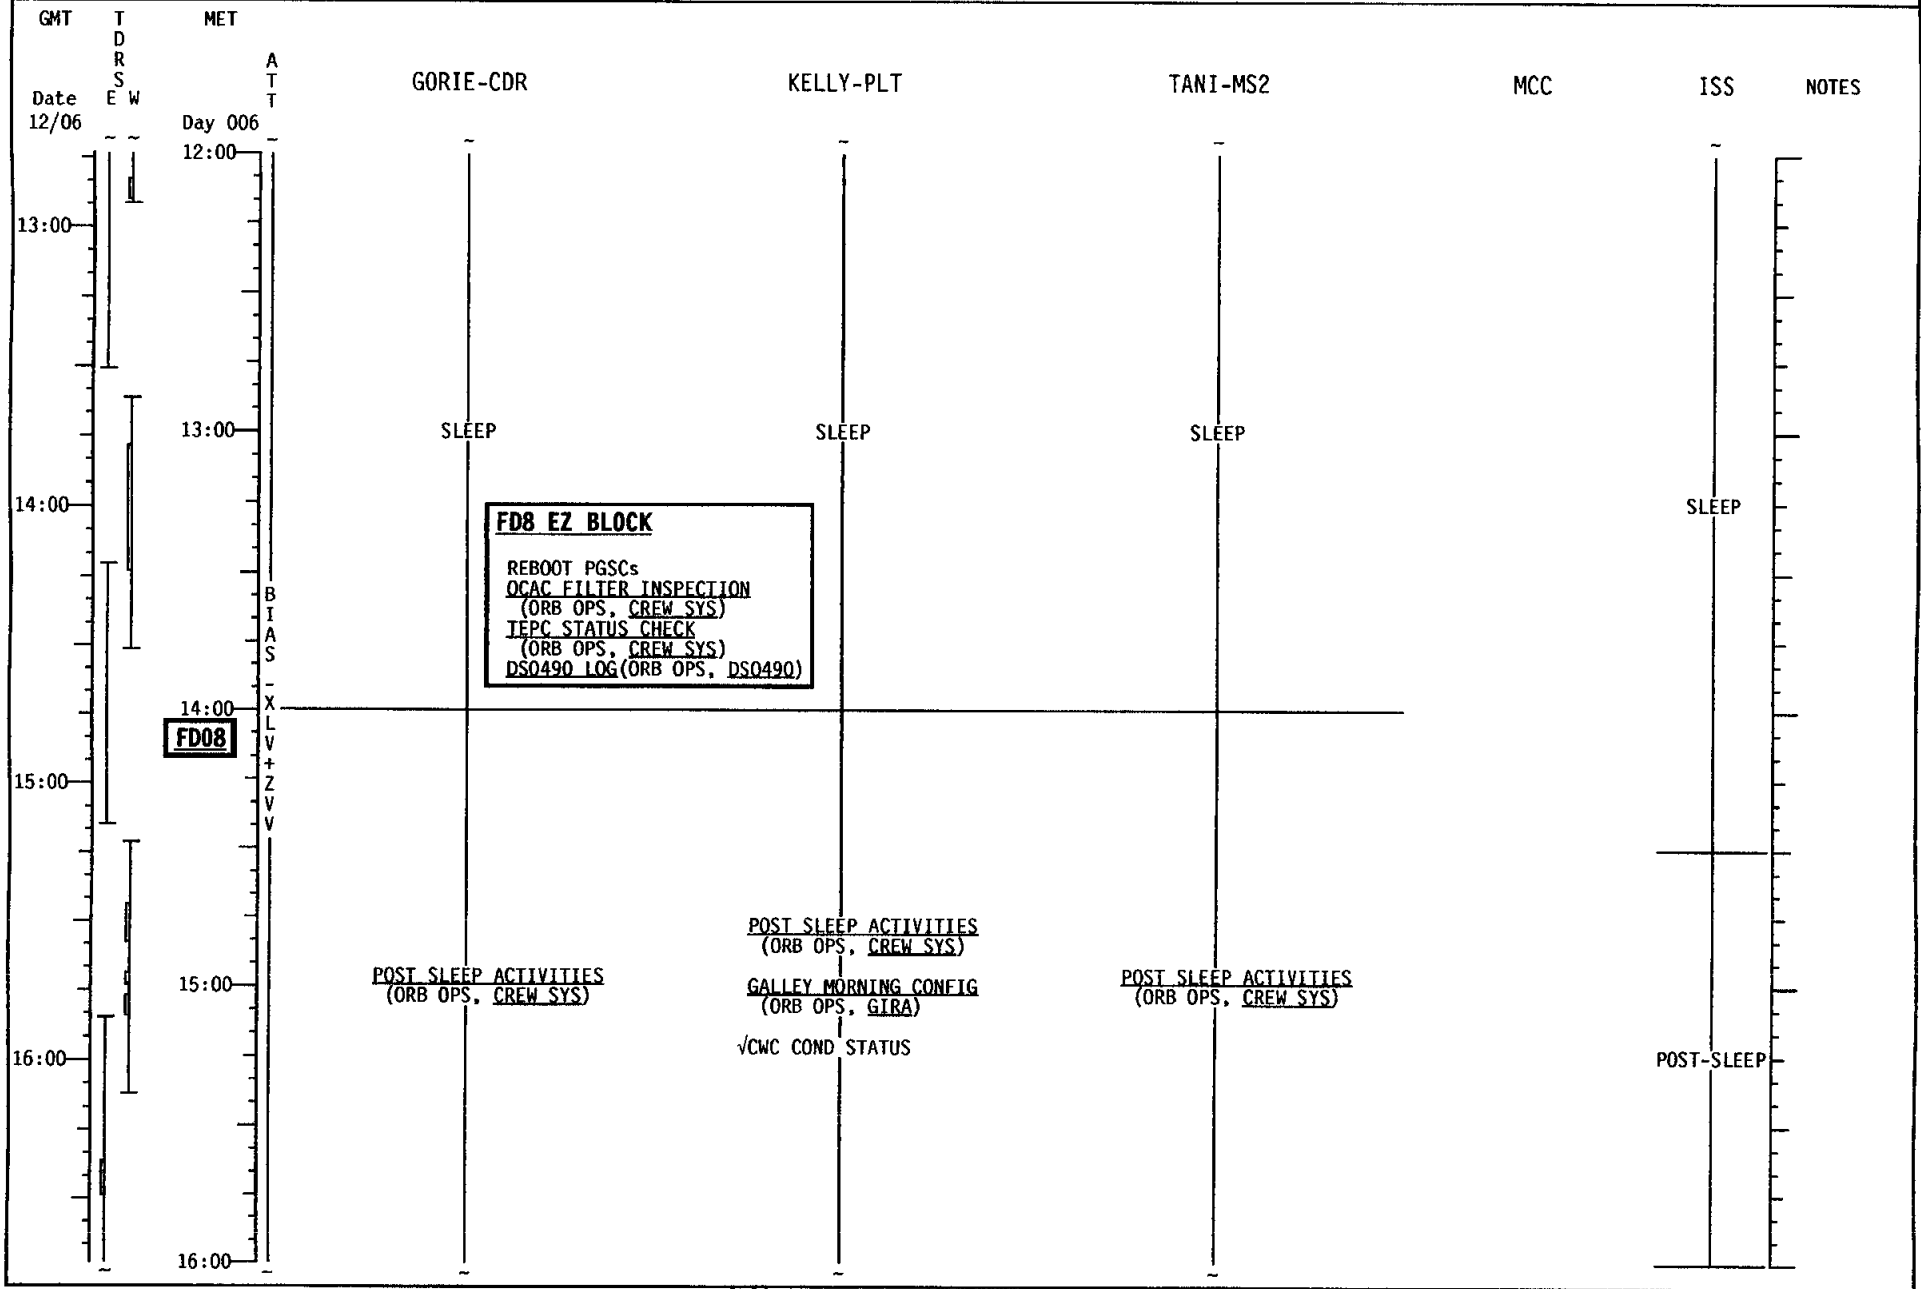 GMT
TDRS
MET
ATT
GORIE-CDR
KELLY-PLT
TANI-MS2
MCC
ISS
NOTES
Date
E W
12/06
Day 006
12:00
13:00
13:00
SLEEP
SLEEP
SLEEP
14:00
SLEEP
FD8 EZ BLOCK
REBOOT PGSCs
OCAC FILTER INSPECTION
(ORB OPS, CREW SYS)
TEPC STATUS CHECK
(ORB OPS, CREW SYS)
DSO490 LOG(ORB OPS, DSO490)
BIAS -XLV+ZVV
14:00
FD08
15:00
POST SLEEP ACTIVITIES
(ORB OPS, CREW SYS)
15:00
POST SLEEP ACTIVITIES
(ORB OPS, CREW SYS)
GALLEY MORNING CONFIG
(ORB OPS, GIRA)
POST SLEEP ACTIVITIES
(ORB OPS, CREW SYS)
√CWC COND STATUS
16:00
POST-SLEEP
16:00